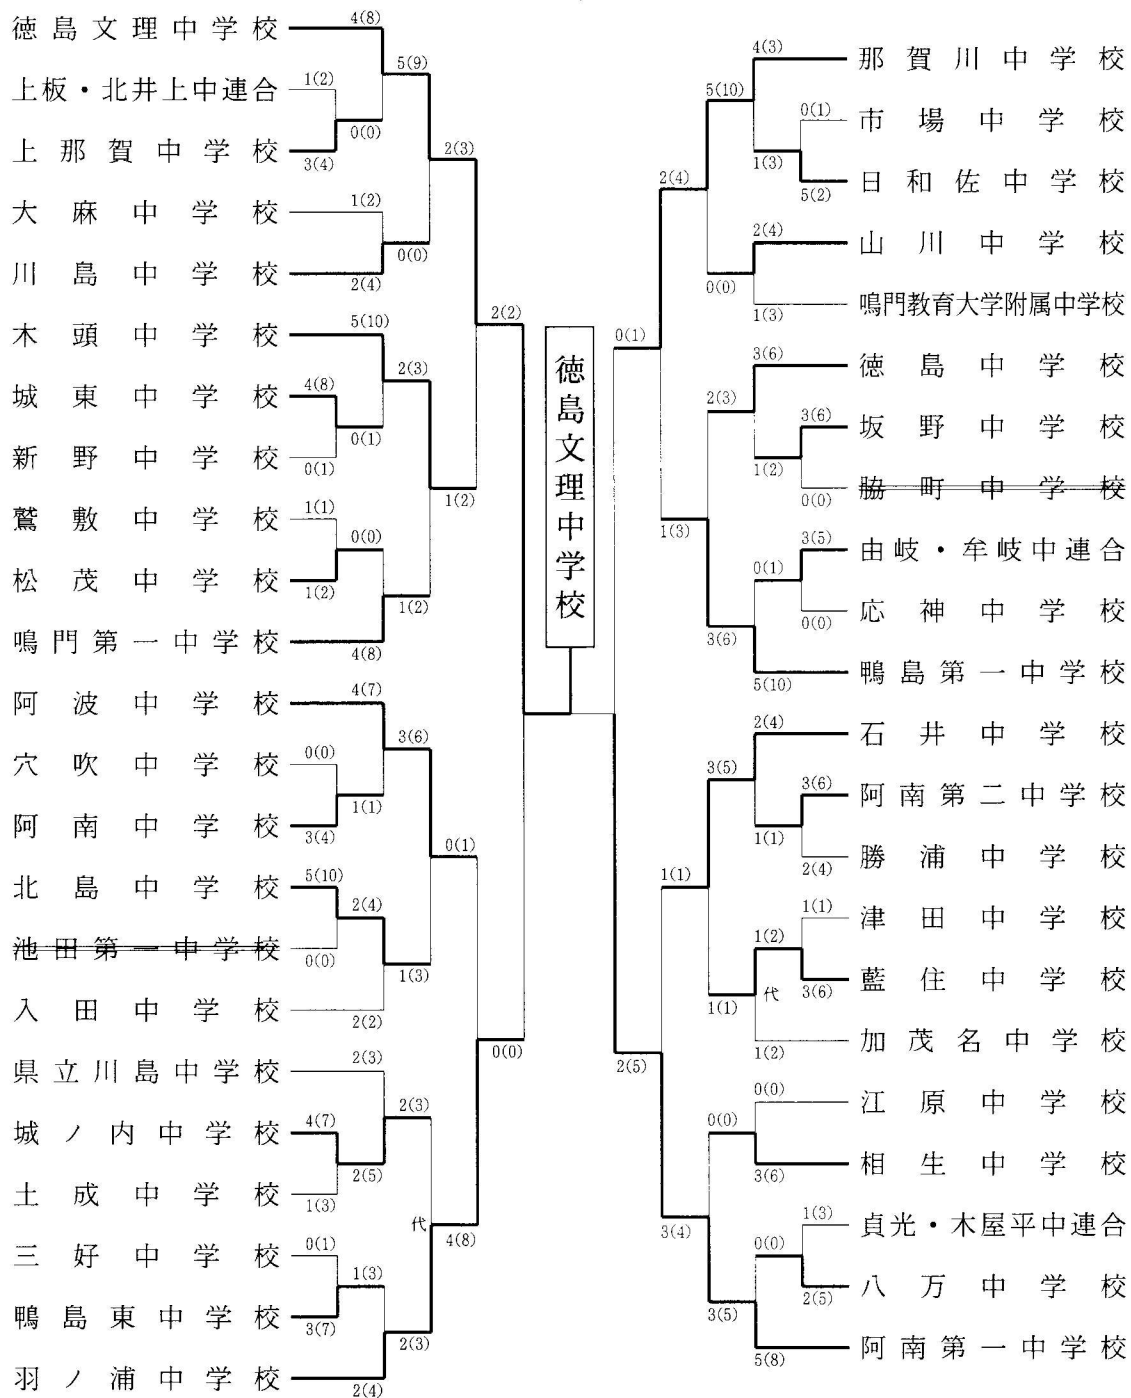 徳島文理中学校
上板・北井上中連合
上那賀中学校
大麻中学校
川島中学校
木頭中学校
城東中学校
新野中学校
鷲敷中学校
松茂中学校
鳴門第一中学校
阿波中学校
穴吹中学校
阿南中学校
北島中学校
池田第一中学校
入田中学校
県立川島中学校
城ノ内中学校
土成中学校
三好中学校
鴨島東中学校
羽ノ浦中学校
4(8)
1(2)
3(4)
5(9)
0(0)
1(2)
2(4)
0(0)
2(3)
5(10)
4(8)
0(1)
0(1)
2(3)
1(1)
1(2)
0(0)
4(8)
1(2)
1(2)
2(2)
4(7)
0(0)
3(4)
1(1)
3(6)
5(10)
0(0)
2(4)
2(2)
1(3)
0(1)
2(3)
4(7)
1(3)
2(5)
2(3)
0(1)
3(7)
1(3)
2(4)
2(3)
代
4(8)
0(0)
徳島文理中学校
0(1)
2(5)
2(4)
1(3)
1(1)
3(4)
5(10)
0(0)
2(3)
3(6)
3(5)
1(1)
0(0)
3(5)
4(3)
1(3)
0(1)
5(2)
2(4)
1(3)
3(6)
1(2)
3(6)
0(0)
0(1)
3(5)
0(0)
5(10)
2(4)
1(1)
3(6)
2(4)
1(2)
代
1(1)
3(6)
1(2)
0(0)
3(6)
0(0)
1(3)
2(5)
5(8)
那賀川中学校
市場中学校
日和佐中学校
山川中学校
鳴門教育大学附属中学校
徳島中学校
坂野中学校
脇町中学校
由岐・牟岐中連合
応神中学校
鴨島第一中学校
石井中学校
阿南第二中学校
勝浦中学校
津田中学校
藍住中学校
加茂名中学校
江原中学校
相生中学校
貞光・木屋平中連合
八万中学校
阿南第一中学校